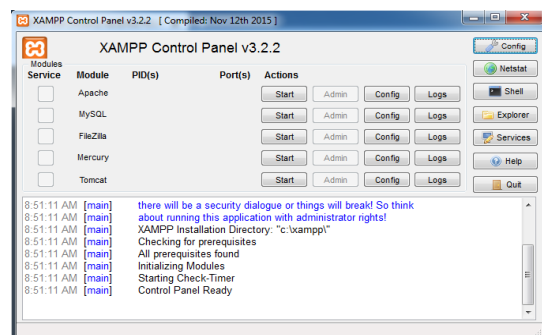 XAMPP Control Panel v3.2.2 [ Compiled: Nov 12th 2015 ]
XAMPP Control Panel v3.2.2
Config
Modules
Service Module PID(s) Port(s) Actions
Netstat
Apache Start Admin Config Logs
Shell
MySQL Start Admin Config Logs
Explorer
FileZilla Start Admin Config Logs
Services
Mercury Start Admin Config Logs
Help
Tomcat Start Admin Config Logs
Quit
8:51:11 AM [main] there will be a security dialogue or things will break! So think
8:51:11 AM [main] about running this application with administrator rights!
8:51:11 AM [main] XAMPP Installation Directory: "c:\xampp\"
8:51:11 AM [main] Checking for prerequisites
8:51:11 AM [main] All prerequisites found
8:51:11 AM [main] Initializing Modules
8:51:11 AM [main] Starting Check-Timer
8:51:11 AM [main] Control Panel Ready